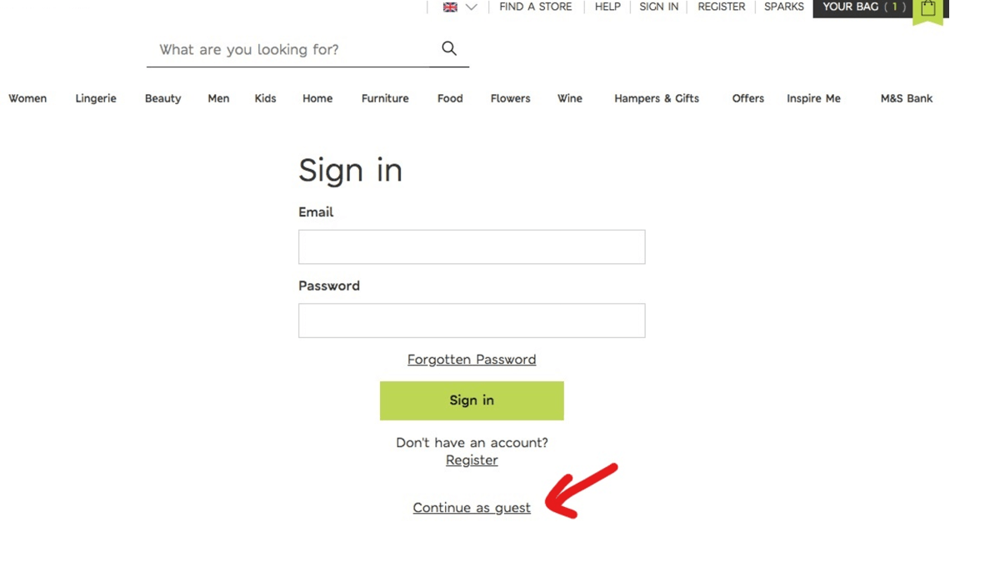 FIND A STORE HELP SIGN IN REGISTER SPARKS YOUR BAG ( 1 )
What are you looking for?
Women Lingerie Beauty Men Kids Home Furniture Food Flowers Wine Hampers & Gifts Offers Inspire Me M&S Bank
Sign in
Email
Password
Forgotten Password
Sign in
Don't have an account?
Register
Continue as guest